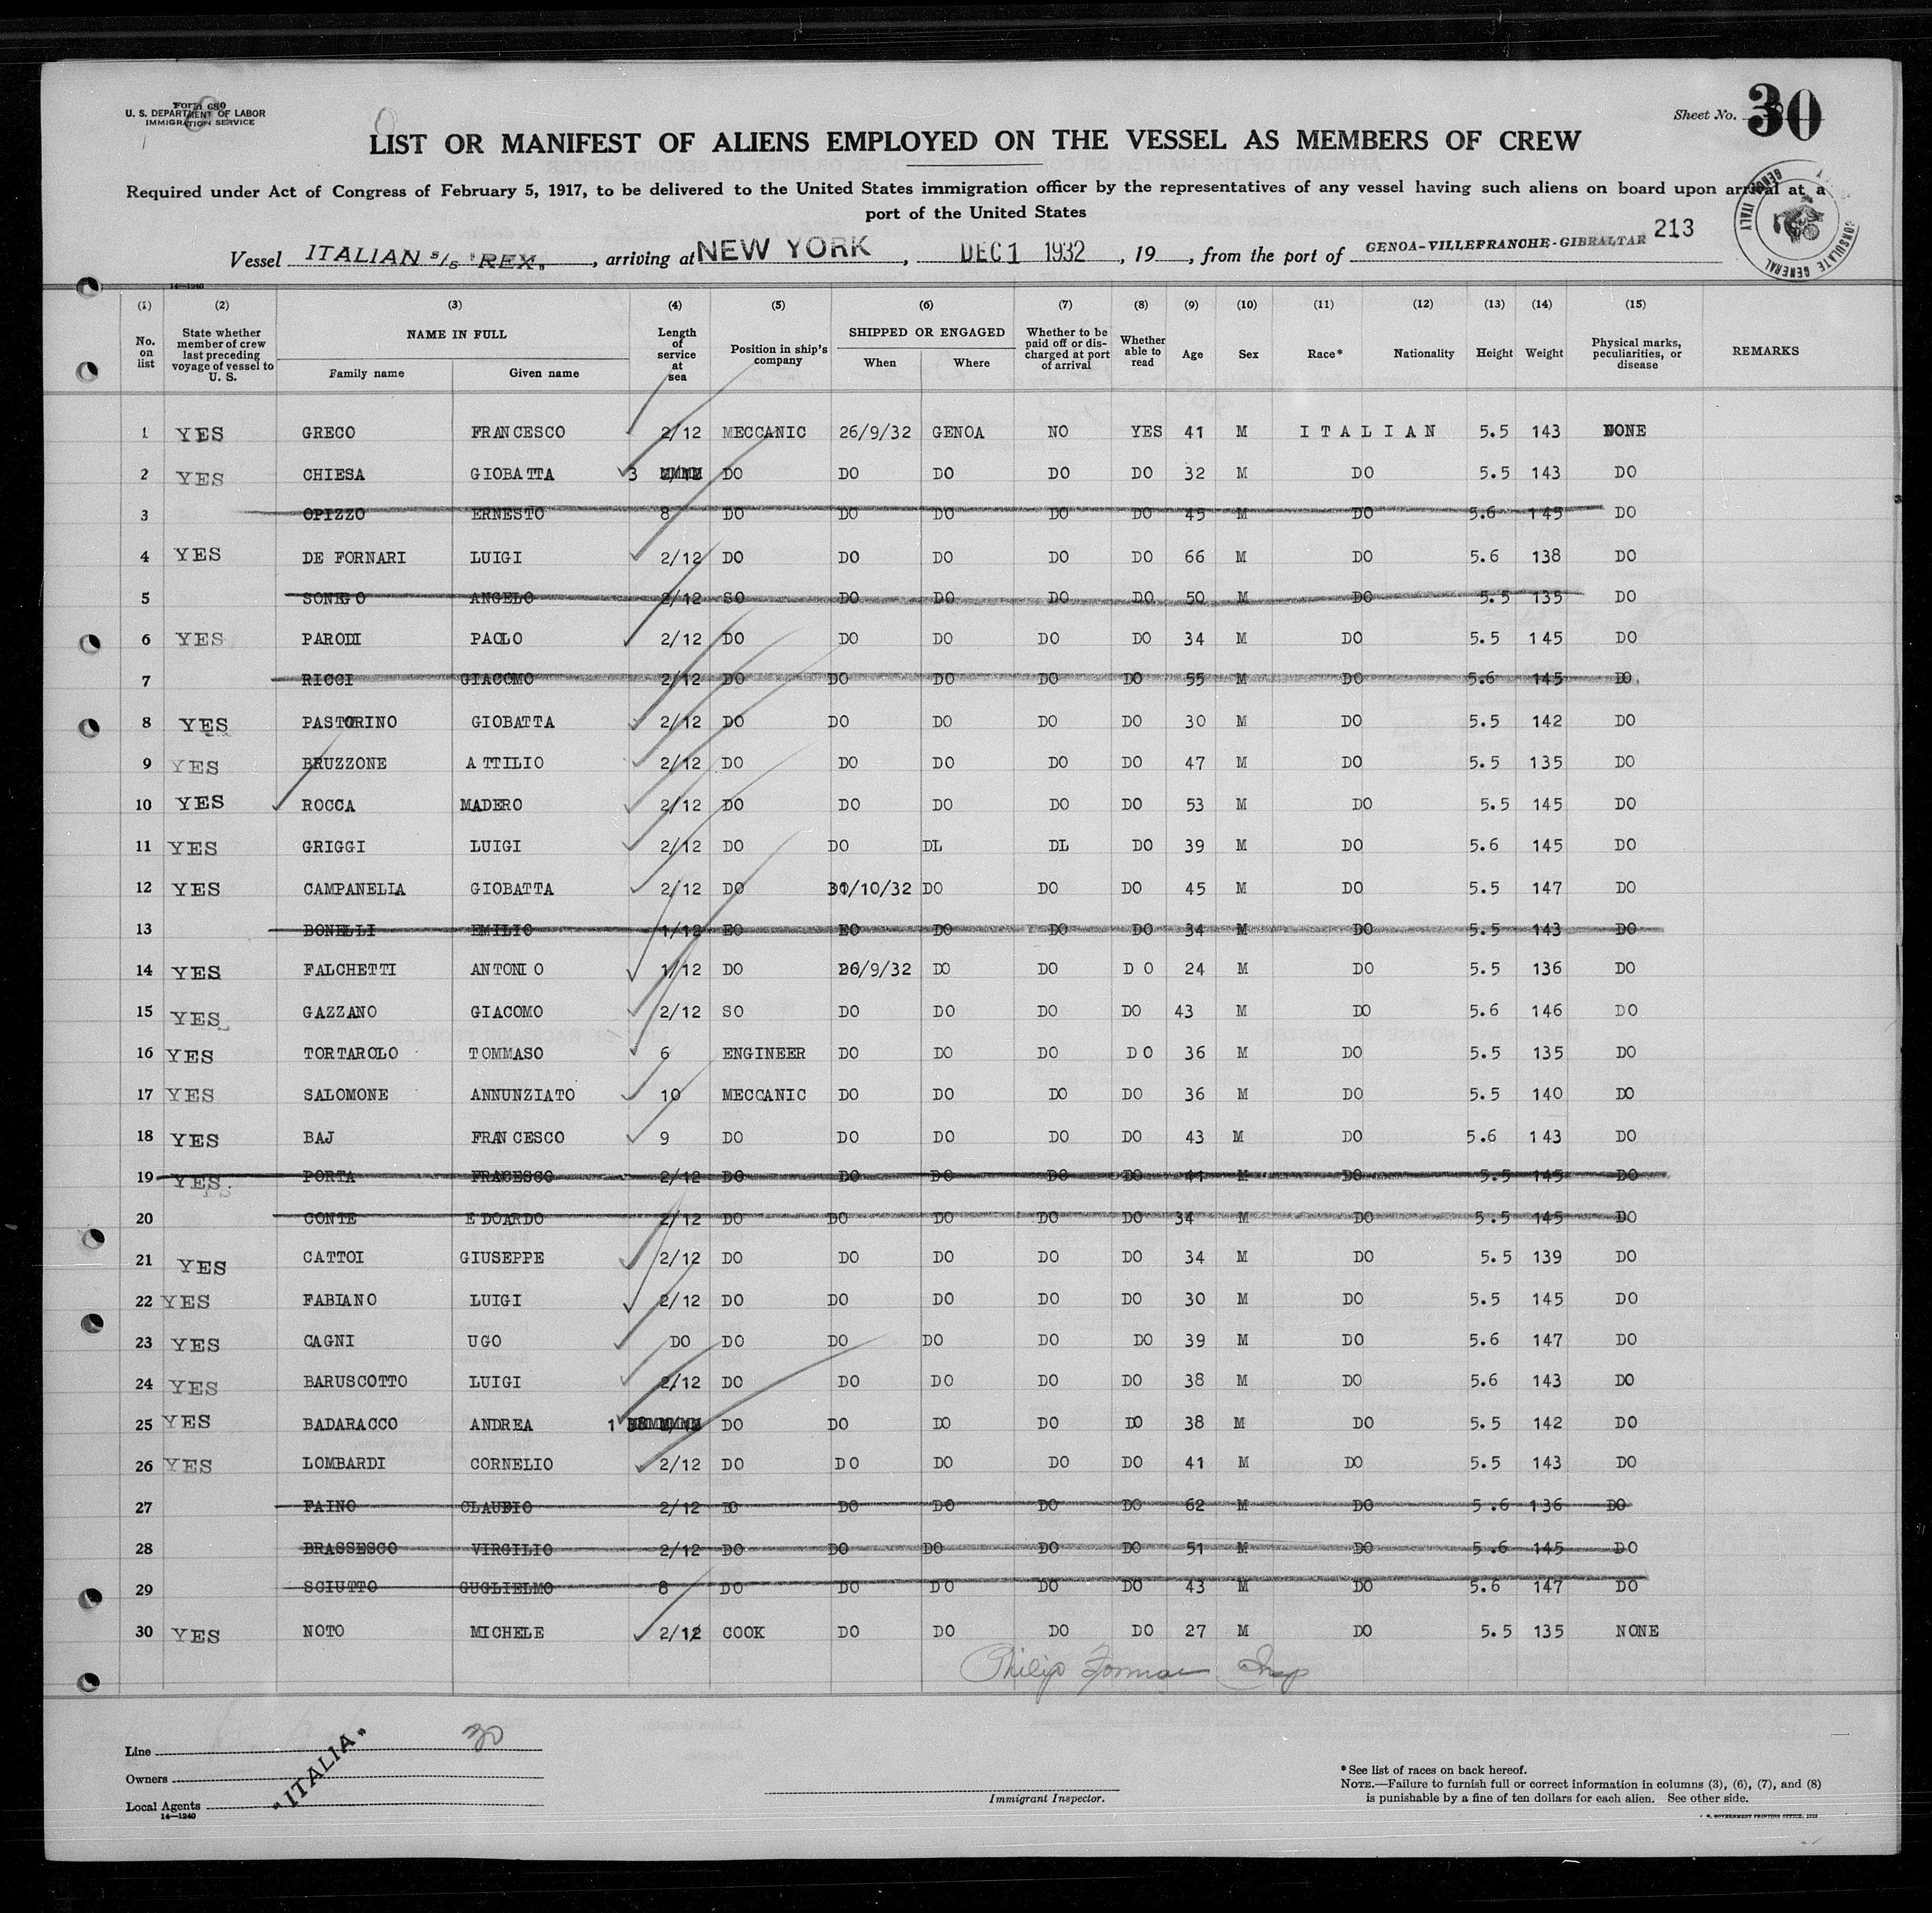 Form 680
U. S. DEPARTMENT OF LABOR
IMMIGRATION SERVICE
Sheet No. 30
LIST OR MANIFEST OF ALIENS EMPLOYED ON THE VESSEL AS MEMBERS OF CREW
Required under Act of Congress of February 5, 1917, to be delivered to the United States immigration officer by the representatives of any vessel having such aliens on board upon arrival at a
port of the United States
Vessel ITALIAN S/S "REX", arriving at NEW YORK, DEC 1 1932, 19, from the port of GENOA-VILLEFRANCHE-GIBRALTAR 213
CONSULATE GENERAL GENOA ITALY
14—1240
(1) (2) (3) (4) (5) (6) (7) (8) (9) (10) (11) (12) (13) (14) (15)
No. on list State whether member of crew last preceding voyage of vessel to U. S. NAME IN FULL Family name Given name Length of service at sea Position in ship's company SHIPPED OR ENGAGED When Where Whether to be paid off or discharged at port of arrival Whether able to read Age Sex Race* Nationality Height Weight Physical marks, peculiarities, or disease REMARKS
1 YES GRECO FRANCESCO 2/12 MECCANIC 26/9/32 GENOA NO YES 41 M ITALIAN 5.5 143 NONE
2 YES CHIESA GIOBATTA 3 DO DO DO DO DO 32 M DO 5.5 143 DO
3 OPIZZO ERNESTO 8 DO DO DO DO DO 45 M DO 5.6 145 DO
4 YES DE FORNARI LUIGI 2/12 DO DO DO DO DO 66 M DO 5.6 138 DO
5 SONEGO ANGELO 2/12 SO DO DO DO DO 50 M DO 5.5 135 DO
6 YES PARODI PAOLO 2/12 DO DO DO DO DO 34 M DO 5.5 145 DO
7 RICCI GIACOMO 2/12 DO DO DO DO DO 55 M DO 5.6 145 DO
8 YES PASTORINO GIOBATTA 2/12 DO DO DO DO DO 30 M DO 5.5 142 DO
9 YES BRUZZONE ATTILIO 2/12 DO DO DO DO DO 47 M DO 5.5 135 DO
10 YES ROCCA MADERO 2/12 DO DO DO DO DO 53 M DO 5.5 145 DO
11 YES GRIGGI LUIGI 2/12 DO DO DL DL DO 39 M DO 5.6 145 DO
12 YES CAMPANELIA GIOBATTA 2/12 DO 30/10/32 DO DO DO 45 M DO 5.5 147 DO
13 BONELLI EMILIO 1/12 EO EO DO DO DO 34 M DO 5.5 143 DO
14 YES FALCHETTI ANTONIO 1/12 DO 26/9/32 DO DO DO 24 M DO 5.5 136 DO
15 YES GAZZANO GIACOMO 2/12 SO DO DO DO DO 43 M DO 5.6 146 DO
16 YES TORTAROLO TOMMASO 6 ENGINEER DO DO DO DO 36 M DO 5.5 135 DO
17 YES SALOMONE ANNUNZIATO 10 MECCANIC DO DO DO DO 36 M DO 5.5 140 DO
18 YES BAJ FRANCESCO 9 DO DO DO DO DO 43 M DO 5.6 143 DO
19 YES PORTA FRACESCO 2/12 DO DO DO DO DO 41 M DO 5.5 145 DO
20 CONTE EDOARDO 2/12 DO DO DO DO DO 34 M DO 5.5 145 DO
21 YES CATTOI GIUSEPPE 2/12 DO DO DO DO DO 34 M DO 5.5 139 DO
22 YES FABIANO LUIGI 2/12 DO DO DO DO DO 30 M DO 5.5 145 DO
23 YES CAGNI UGO DO DO DO DO DO DO 39 M DO 5.6 147 DO
24 YES BARUSCOTTO LUIGI 2/12 DO DO DO DO DO 38 M DO 5.6 143 DO
25 YES BADARACCO ANDREA 1 DO DO DO DO DO 38 M DO 5.5 142 DO
26 YES LOMBARDI CORNELIO 2/12 DO DO DO DO DO 41 M DO 5.5 143 DO
27 FAINO CLAUDIO 2/12 DO DO DO DO DO 62 M DO 5.6 136 DO
28 BRASSESCO VIRGILIO 2/12 DO DO DO DO DO 51 M DO 5.6 145 DO
29 SCIUTTO GUGLIELMO 8 DO DO DO DO DO 43 M DO 5.6 147 DO
30 YES NOTO MICHELE 2/12 COOK DO DO DO DO 27 M DO 5.5 135 NONE
Philip Forman Insp
Line 30
Owners "ITALIA"
Local Agents
14—1240
Immigrant Inspector.
* See list of races on back hereof.
NOTE.—Failure to furnish full or correct information in columns (3), (6), (7), and (8)
is punishable by a fine of ten dollars for each alien. See other side.